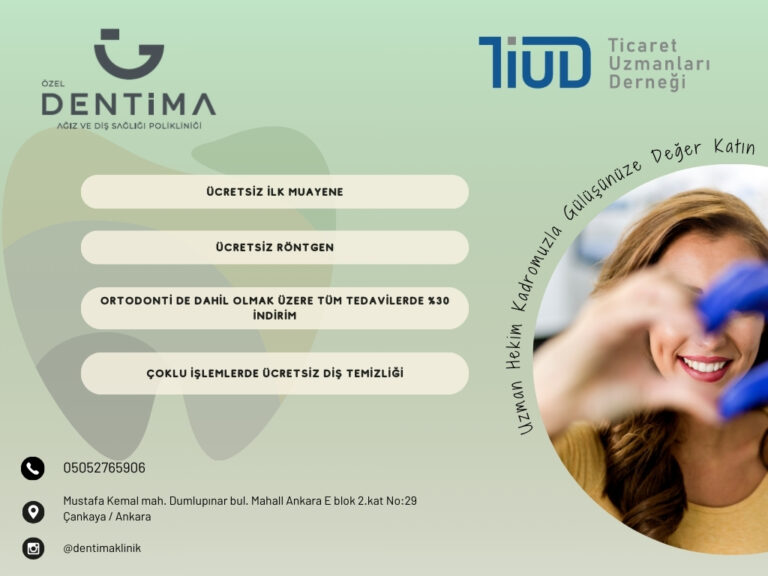 ÖZEL
DENTiMA
AĞIZ VE DİŞ SAĞLIĞI POLİKLİNİĞİ
TiUD
Ticaret
Uzmanları
Derneği
Uzman Hekim Kadromuzla Gülüşünüze Değer Katın
ÜCRETSİZ İLK MUAYENE
ÜCRETSİZ RÖNTGEN
ORTODONTİ DE DAHİL OLMAK ÜZERE TÜM TEDAVİLERDE %30
İNDİRİM
ÇOKLU İŞLEMLERDE ÜCRETSİZ DİŞ TEMİZLİĞİ
05052765906
Mustafa Kemal mah. Dumlupınar bul. Mahall Ankara E blok 2.kat No:29
Çankaya / Ankara
@dentimaklinik